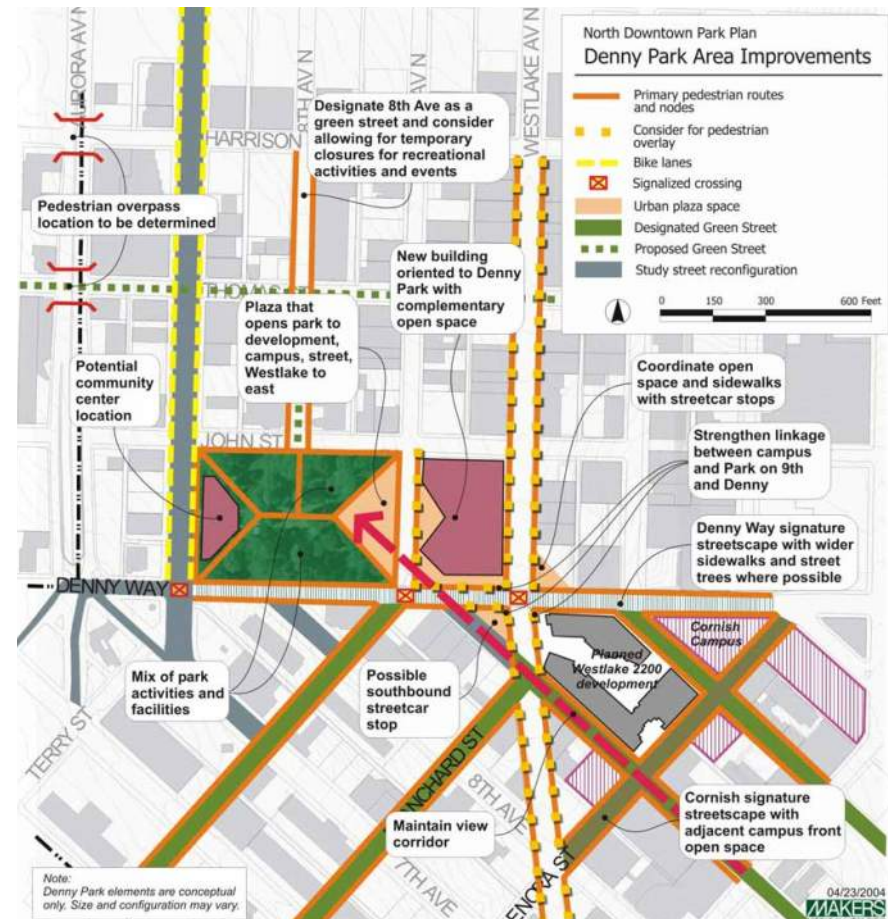 North Downtown Park Plan
Denny Park Area Improvements
Primary pedestrian routes
and nodes
Consider for pedestrian
overlay
Bike lanes
Signalized crossing
Urban plaza space
Designated Green Street
Proposed Green Street
Study street reconfiguration
0 150 300 600 Feet
AURORA AV N
8TH AV N
AV N
WESTLAKE AV N
HARRISON
Designate 8th Ave as a
green street and consider
allowing for temporary
closures for recreational
activities and events
Pedestrian overpass
location to be determined
New building
oriented to Denny
Park with
complementary
open space
THOMAS ST
Plaza that
opens park to
development,
campus, street,
Westlake to
east
Potential
community
center
location
Coordinate open
space and sidewalks
with streetcar stops
JOHN ST
Strengthen linkage
between campus
and Park on 9th
and Denny
Denny Way signature
streetscape with wider
sidewalks and street
trees where possible
DENNY WAY
Cornish
Campus
Planned
Westlake 2200
development
Mix of park
activities and
facilities
Possible
southbound
streetcar
stop
TERRY ST
NCHARD ST
8TH AVE
7TH AVE
ENORA ST
Maintain view
corridor
Cornish signature
streetscape with
adjacent campus front
open space
Note:
Denny Park elements are conceptual
only. Size and configuration may vary.
04/23/2004
MAKERS